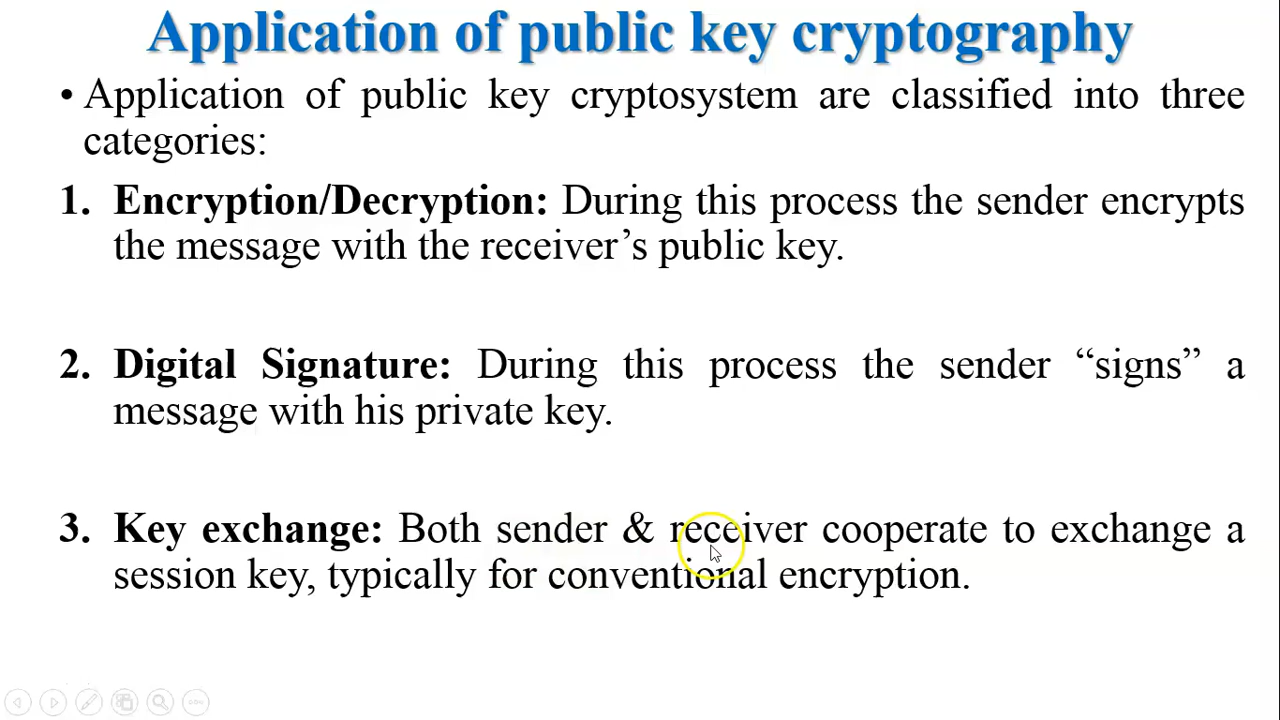 Application of public key cryptography
• Application of public key cryptosystem are classified into three
categories:
1. Encryption/Decryption: During this process the sender encrypts
the message with the receiver’s public key.
2. Digital Signature: During this process the sender “signs” a
message with his private key.
3. Key exchange: Both sender & receiver cooperate to exchange a
session key, typically for conventional encryption.